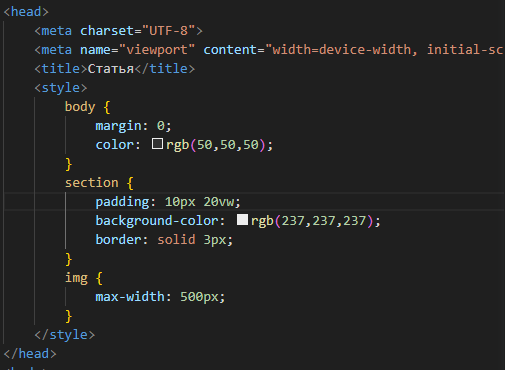 <head>
<meta charset="UTF-8">
<meta name="viewport" content="width=device-width, initial-sc
<title>Статья</title>
<style>
body {
margin: 0;
color: rgb(50,50,50);
}
section {
padding: 10px 20vw;
background-color: rgb(237,237,237);
border: solid 3px;
}
img {
max-width: 500px;
}
</style>
</head>